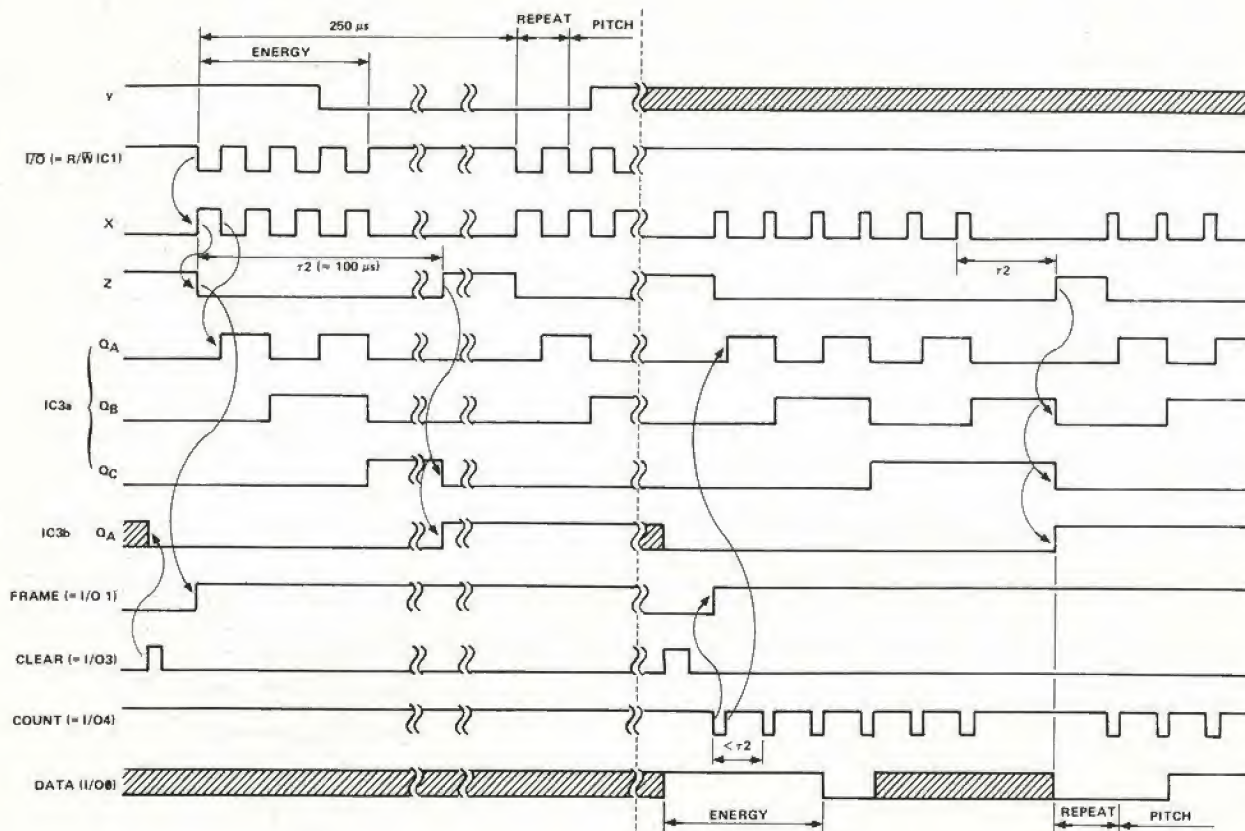 250 µs
REPEAT
PITCH
ENERGY
y
I/O (= R/W IC1)
X
τ2 (≈ 100 µs)
τ2
Z
QA
IC3a
QB
QC
IC3b QA
FRAME (= I/O 1)
CLEAR (= I/O3)
COUNT (= I/O4)
< τ2
DATA (I/O0)
ENERGY
REPEAT
PITCH